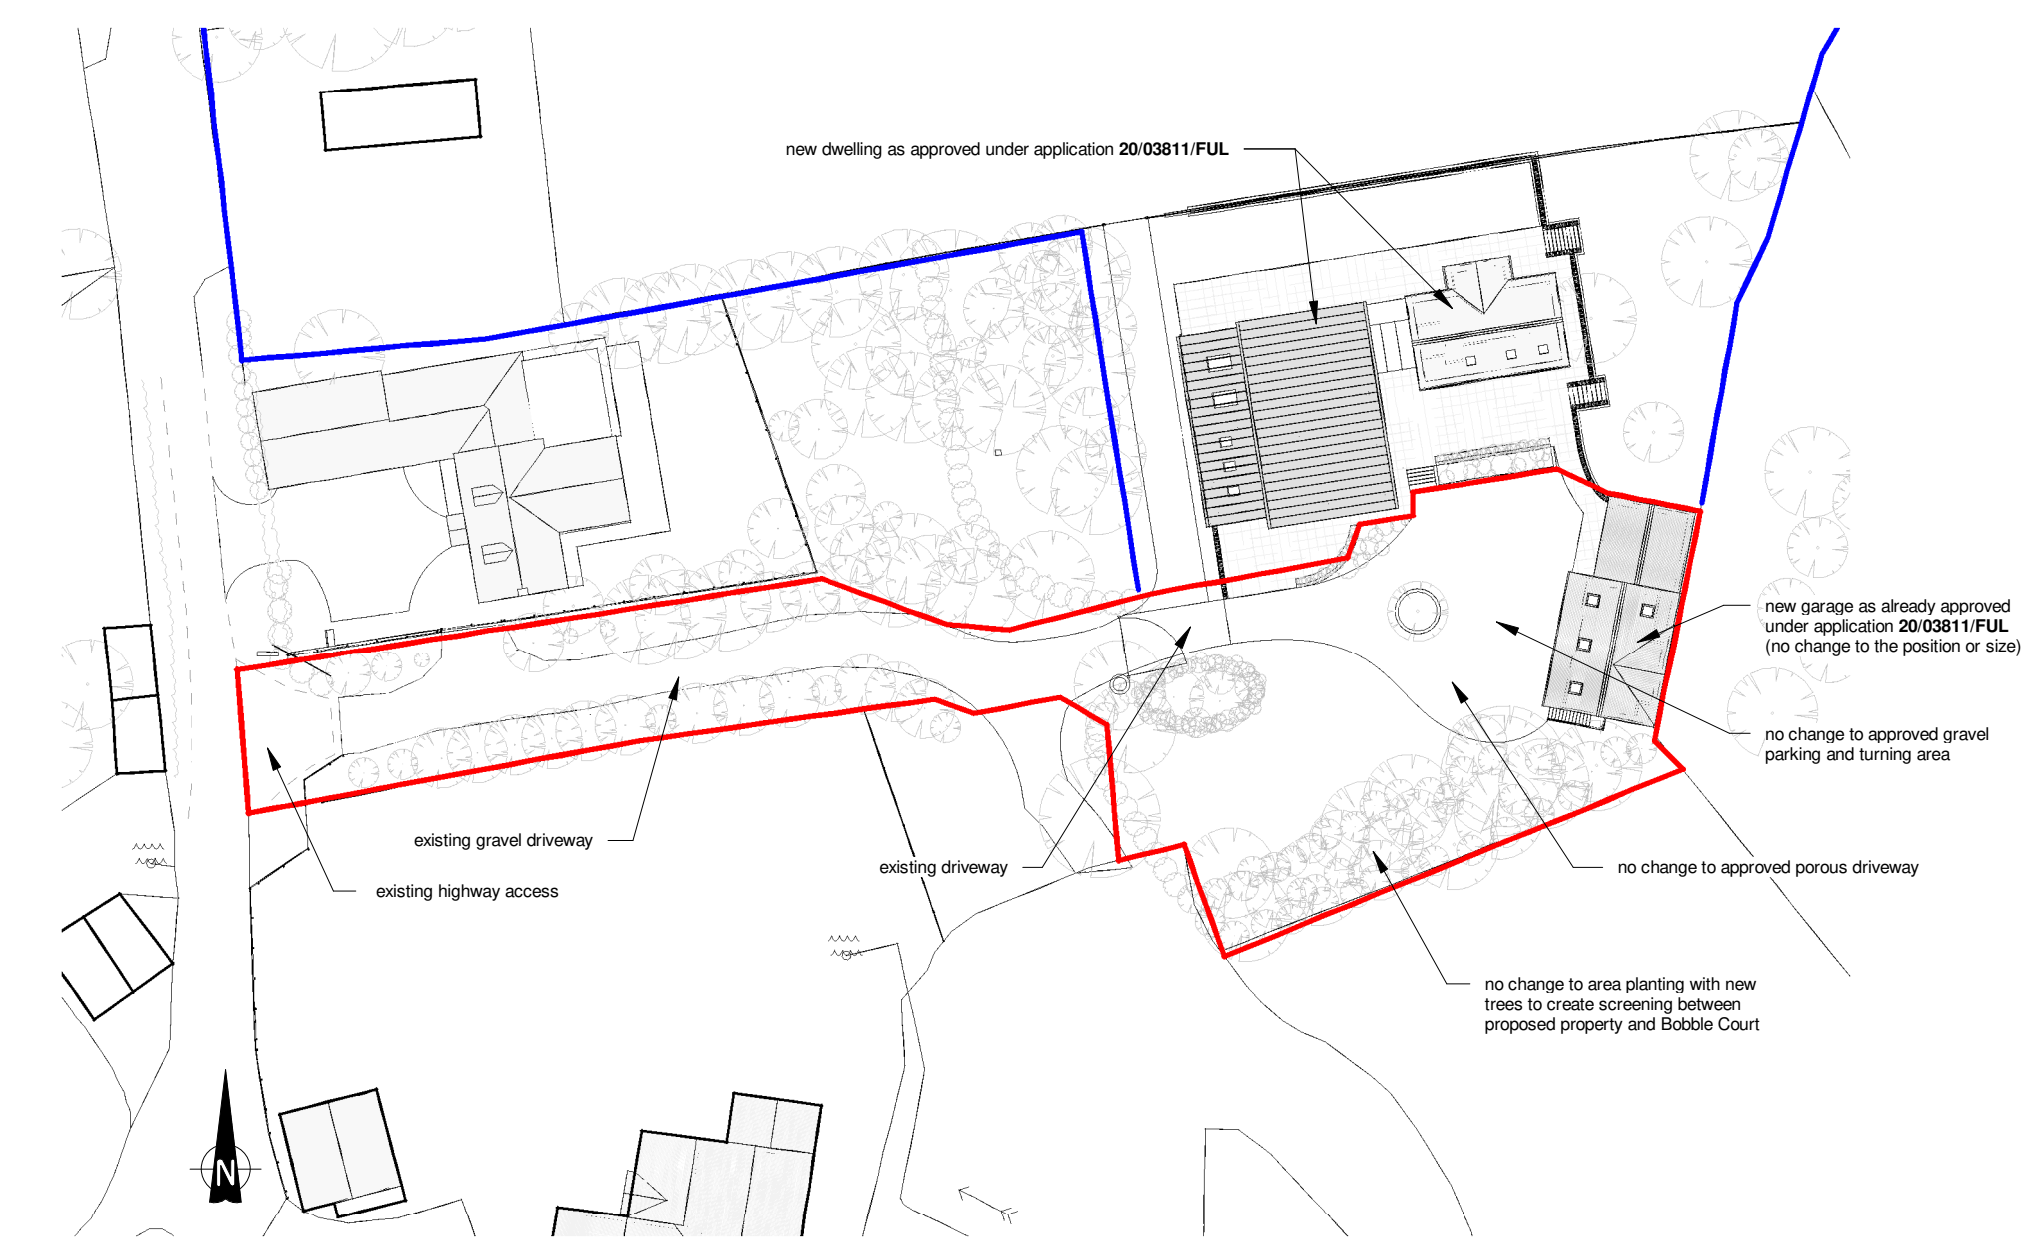 new dwelling as approved under application 20/03811/FUL
new garage as already approved
under application 20/03811/FUL
(no change to the position or size)
no change to approved gravel
parking and turning area
existing gravel driveway
existing driveway
no change to approved porous driveway
existing highway access
no change to area planting with new
trees to create screening between
proposed property and Bobble Court
N